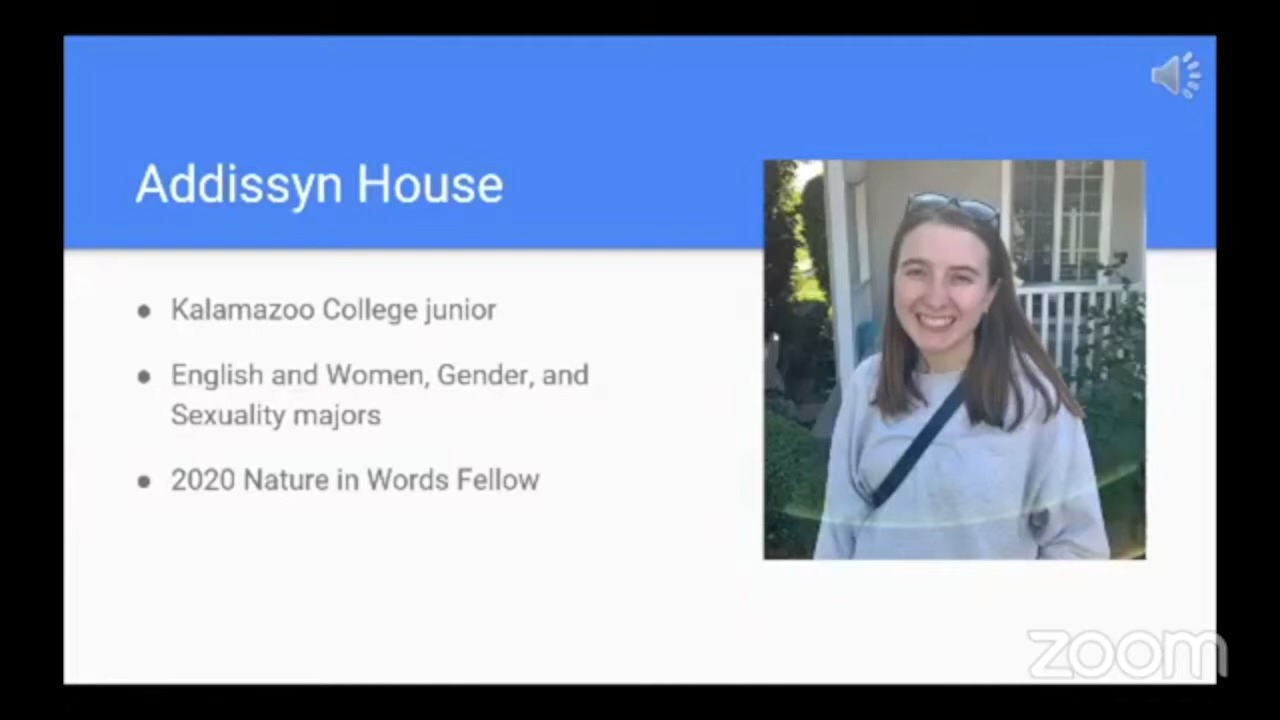 Addissyn House
● Kalamazoo College junior
● English and Women, Gender, and
Sexuality majors
● 2020 Nature in Words Fellow
zoom